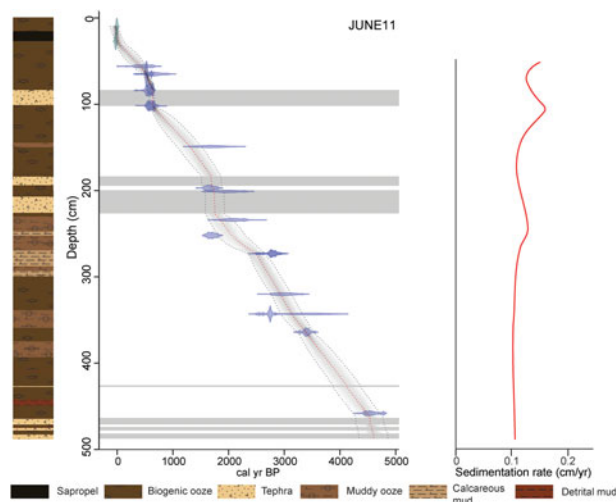 JUNE11
0
100
200
300
400
500
Depth (cm)
0 1000 2000 3000 4000 5000
cal yr BP
0 0.1 0.2
Sedimentation rate (cm/yr)
Sapropel Biogenic ooze Tephra Muddy ooze Calcareous mud Detrital mud